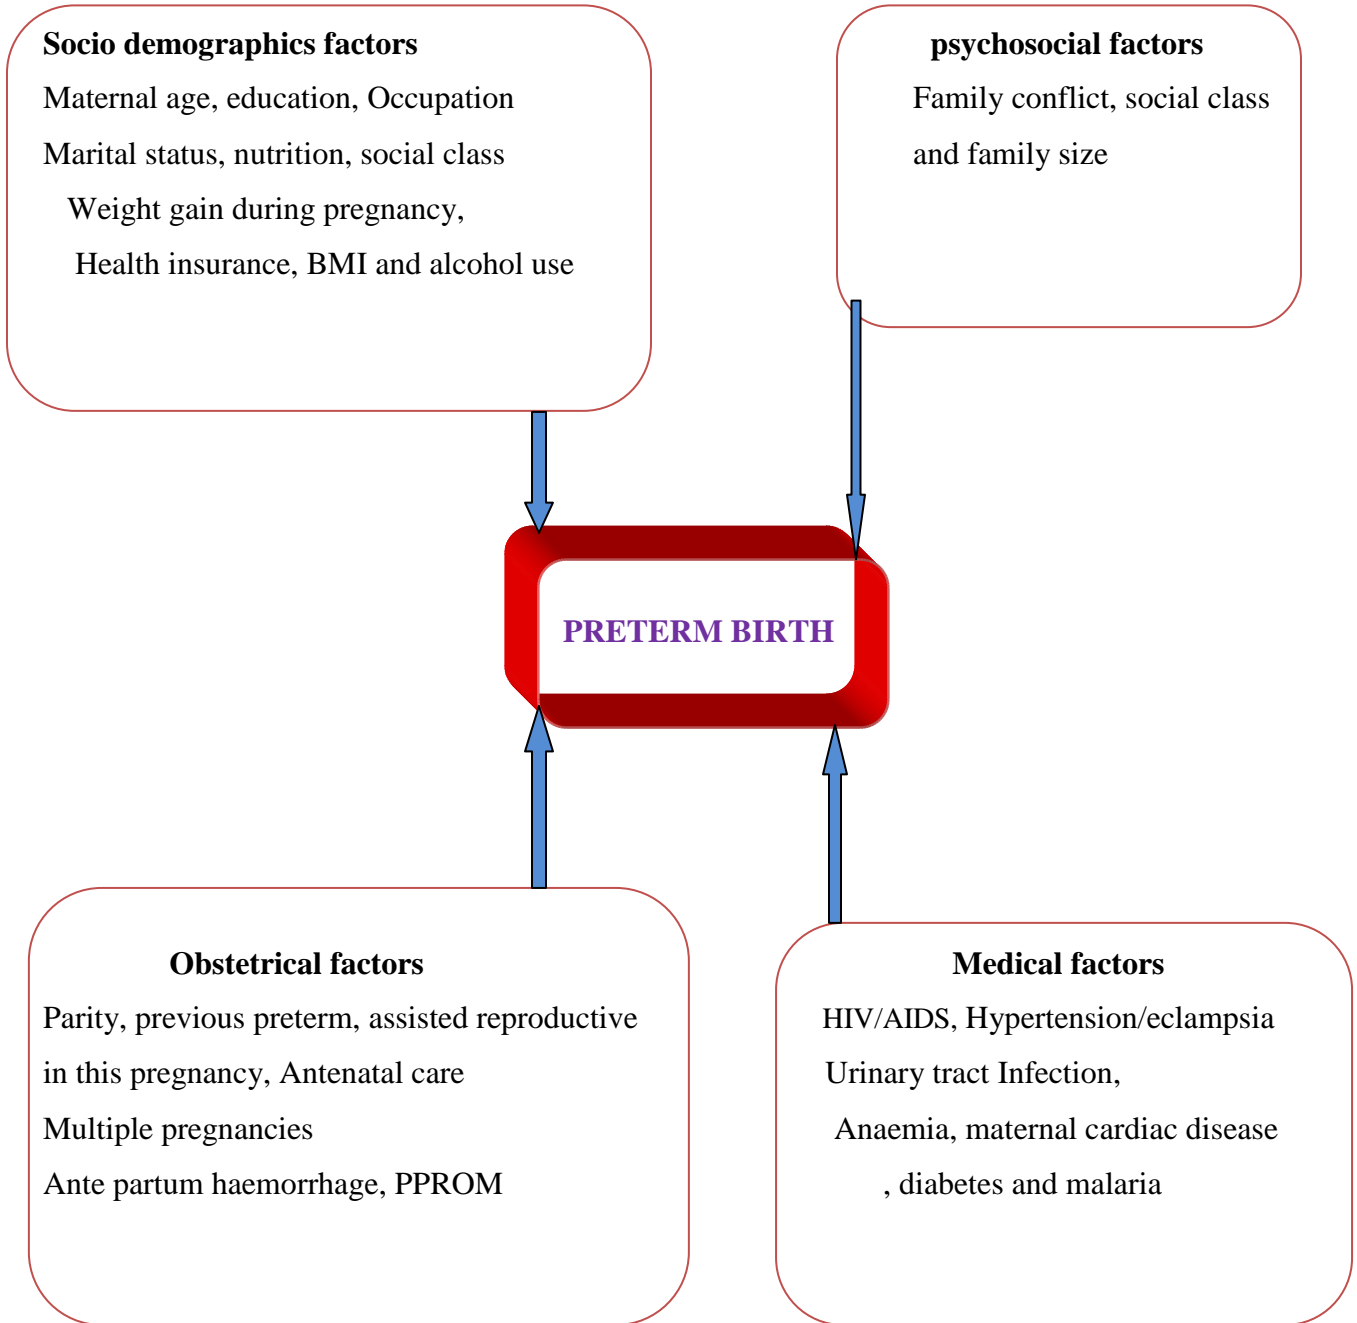 Socio demographics factors
Maternal age, education, Occupation
Marital status, nutrition, social class
Weight gain during pregnancy,
Health insurance, BMI and alcohol use
psychosocial factors
Family conflict, social class
and family size
PRETERM BIRTH
Obstetrical factors
Parity, previous preterm, assisted reproductive
in this pregnancy, Antenatal care
Multiple pregnancies
Ante partum haemorrhage, PPROM
Medical factors
HIV/AIDS, Hypertension/eclampsia
Urinary tract Infection,
Anaemia, maternal cardiac disease
, diabetes and malaria